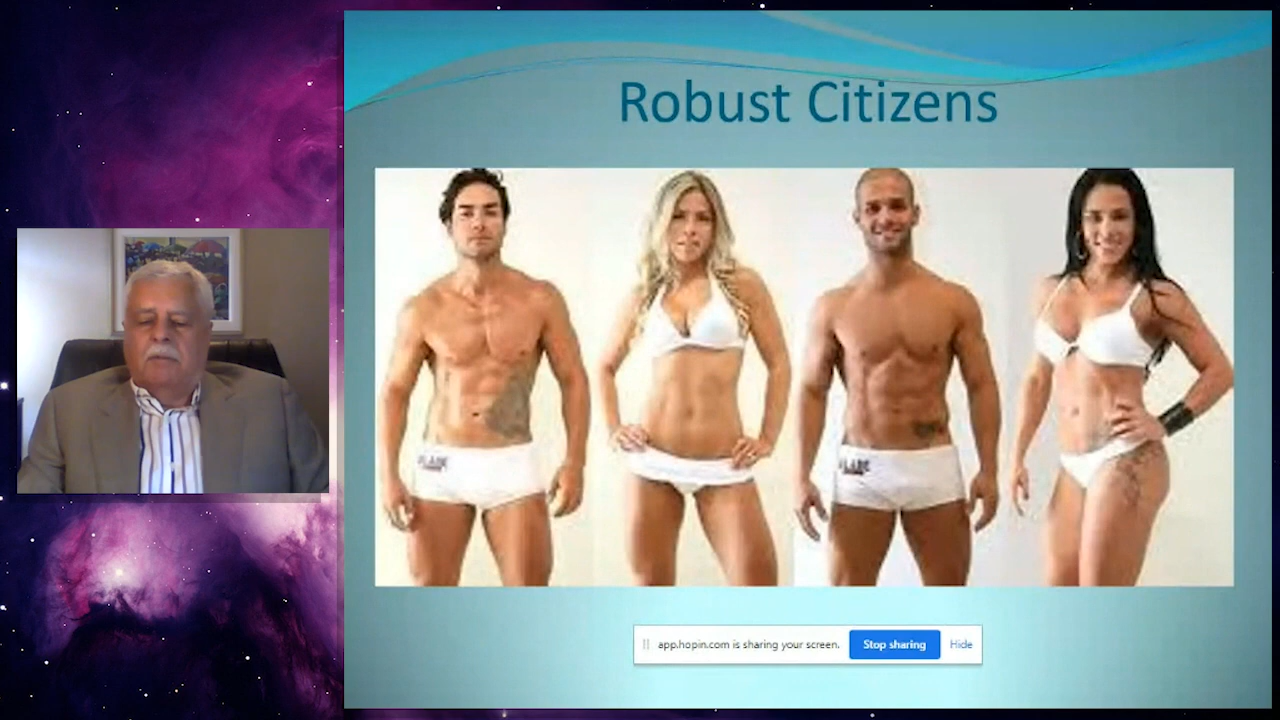 Robust Citizens
app.hopin.com is sharing your screen. Stop sharing Hide